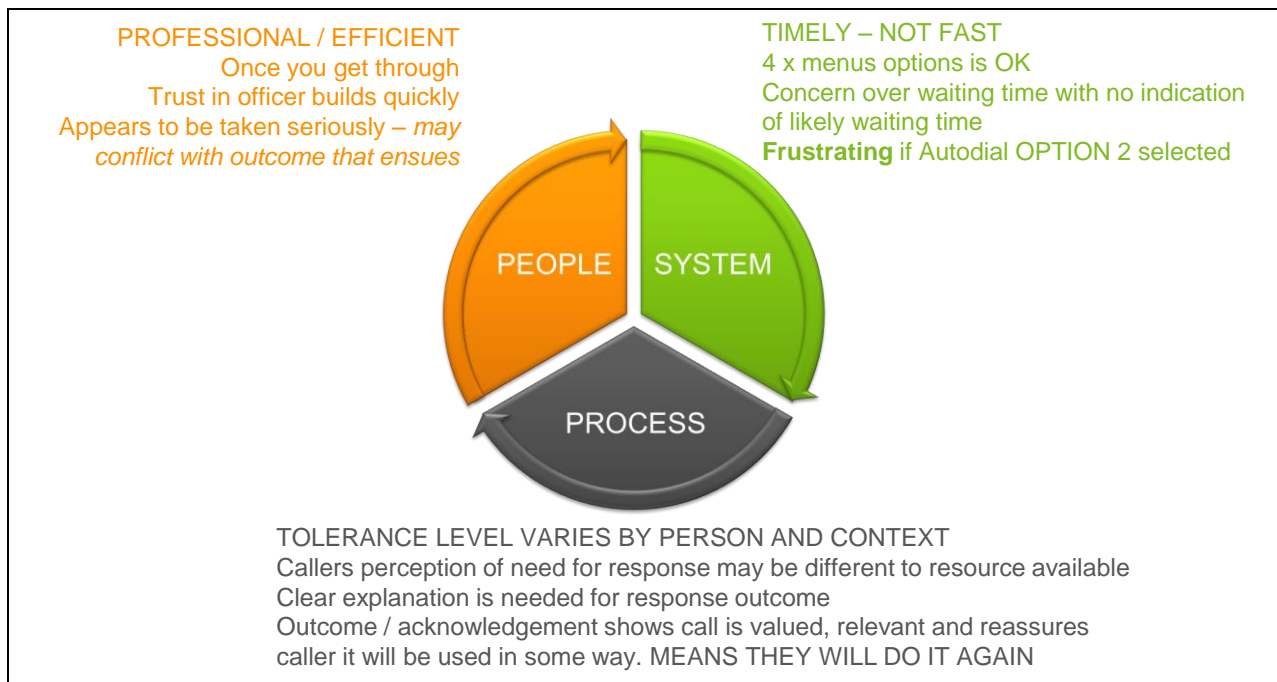 PROFESSIONAL / EFFICIENT
Once you get through
Trust in officer builds quickly
Appears to be taken seriously – may
conflict with outcome that ensues
TIMELY – NOT FAST
4 x menus options is OK
Concern over waiting time with no indication
of likely waiting time
Frustrating if Autodial OPTION 2 selected
PEOPLE
SYSTEM
PROCESS
TOLERANCE LEVEL VARIES BY PERSON AND CONTEXT
Callers perception of need for response may be different to resource available
Clear explanation is needed for response outcome
Outcome / acknowledgement shows call is valued, relevant and reassures
caller it will be used in some way. MEANS THEY WILL DO IT AGAIN